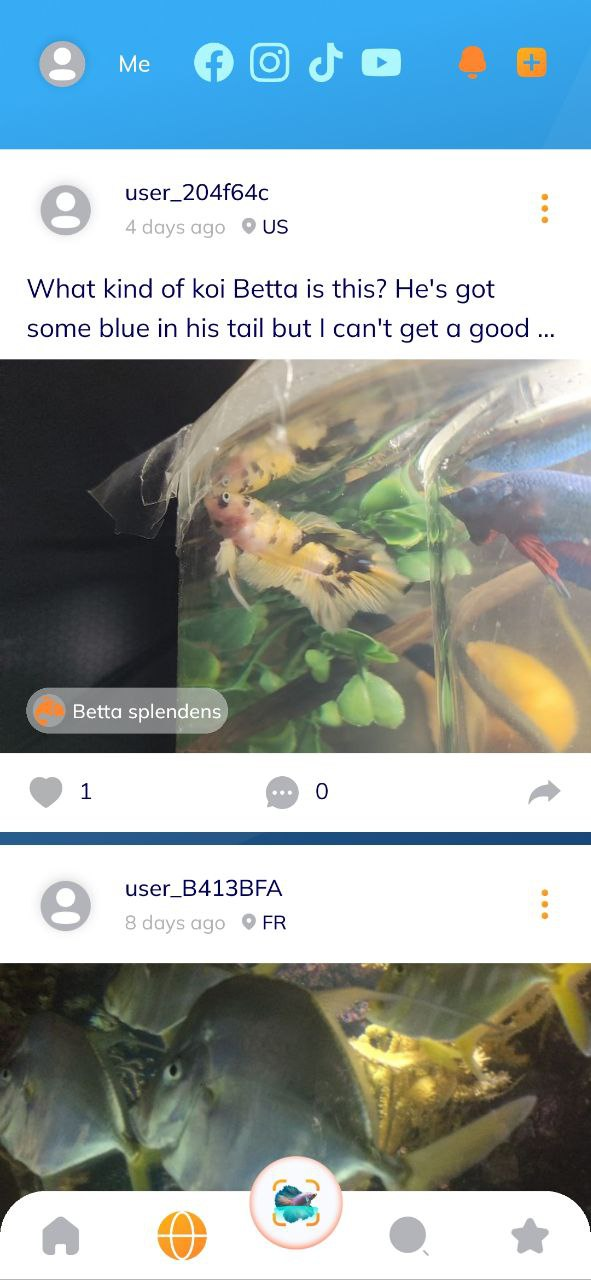 Me
user_204f64c
4 days ago US
What kind of koi Betta is this? He's got
some blue in his tail but I can't get a good ...
Betta splendens
1
0
user_B413BFA
8 days ago FR